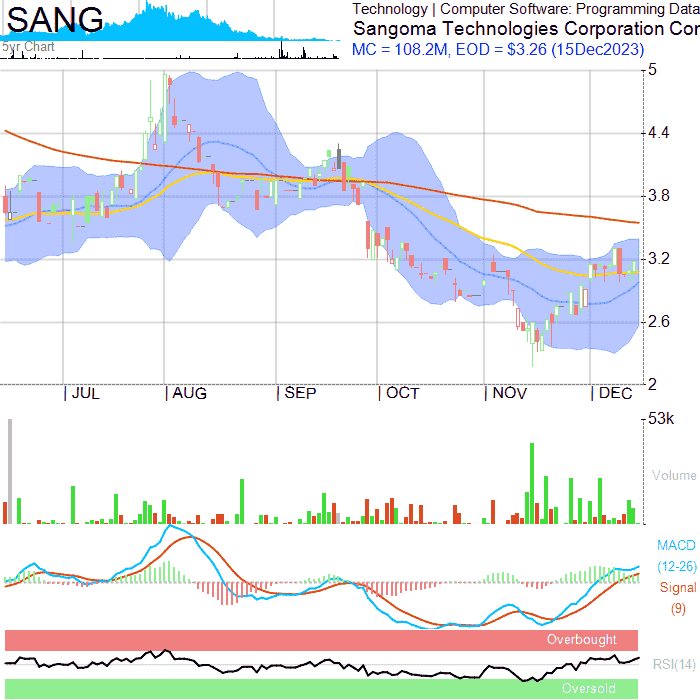 SANG
5yr Chart
Technology | Computer Software: Programming Data
Sangoma Technologies Corporation Cor
MC = 108.2M, EOD = $3.26 (15Dec2023)
5
4.4
3.8
3.2
2.6
2
JUL AUG SEP OCT NOV DEC
53k
Volume
MACD
(12-26)
Signal
(9)
Overbought
RSI(14)
Oversold